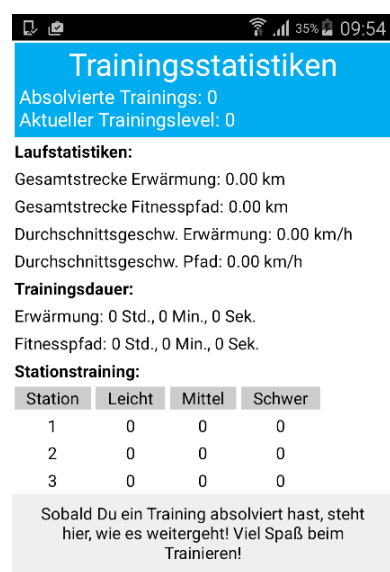 35% 09:54
Trainingsstatistiken
Absolvierte Trainings: 0
Aktueller Trainingslevel: 0
Laufstatistiken:
Gesamtstrecke Erwärmung: 0.00 km
Gesamtstrecke Fitnesspfad: 0.00 km
Durchschnittsgeschw. Erwärmung: 0.00 km/h
Durchschnittsgeschw. Pfad: 0.00 km/h
Trainingsdauer:
Erwärmung: 0 Std., 0 Min., 0 Sek.
Fitnesspfad: 0 Std., 0 Min., 0 Sek.
Stationstraining:
Station Leicht Mittel Schwer
1 0 0 0
2 0 0 0
3 0 0 0
Sobald Du ein Training absolviert hast, steht
hier, wie es weitergeht! Viel Spaß beim
Trainieren!